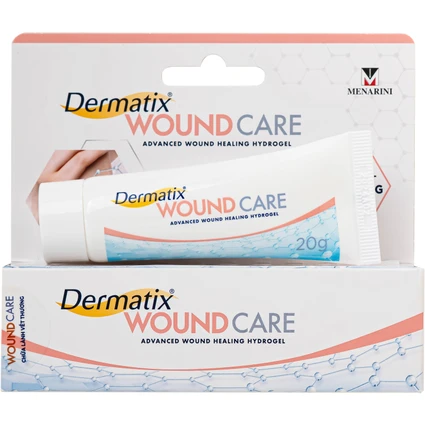 Dermatix®
WOUND CARE
ADVANCED WOUND HEALING HYDROGEL
MENARINI
Dermatix®
WOUND CARE
ADVANCED WOUND HEALING HYDROGEL
20g
Dermatix®
WOUND CARE
ADVANCED WOUND HEALING HYDROGEL
WOUND CARE
CHỮA LÀNH VẾT THƯƠNG